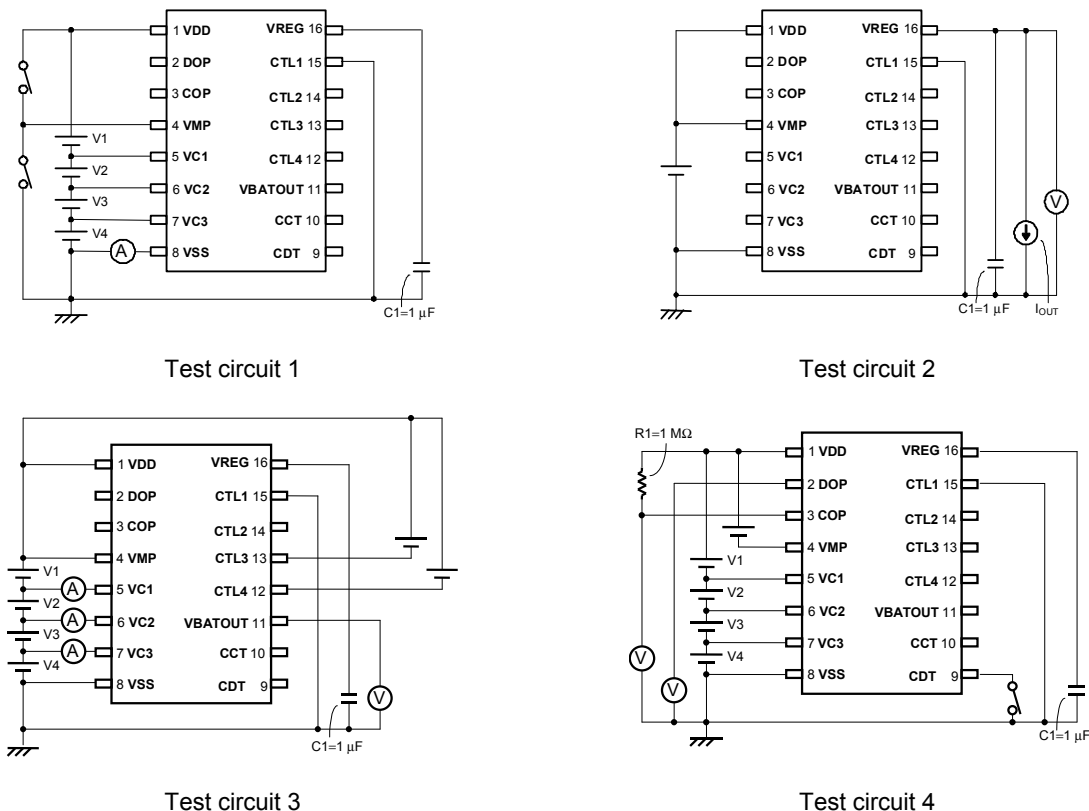 1 VDD VREG 16
2 DOP CTL1 15
3 COP CTL2 14
4 VMP CTL3 13
V1
5 VC1 CTL4 12
V2
6 VC2 VBATOUT 11
V3
7 VC3 CCT 10
V4
A 8 VSS CDT 9
C1=1 μF
Test circuit 1
1 VDD VREG 16
2 DOP CTL1 15
3 COP CTL2 14
4 VMP CTL3 13
5 VC1 CTL4 12
6 VC2 VBATOUT 11
V
7 VC3 CCT 10
8 VSS CDT 9
C1=1 μF IOUT
Test circuit 2
1 VDD VREG 16
2 DOP CTL1 15
3 COP CTL2 14
4 VMP CTL3 13
V1
A 5 VC1 CTL4 12
V2
A 6 VC2 VBATOUT 11
V3
A 7 VC3 CCT 10
V4
8 VSS CDT 9
V
C1=1 μF
Test circuit 3
R1=1 MΩ
1 VDD VREG 16
2 DOP CTL1 15
3 COP CTL2 14
4 VMP CTL3 13
V1
5 VC1 CTL4 12
V2
6 VC2 VBATOUT 11
V3
7 VC3 CCT 10
V4
V
8 VSS CDT 9
V
C1=1 μF
Test circuit 4